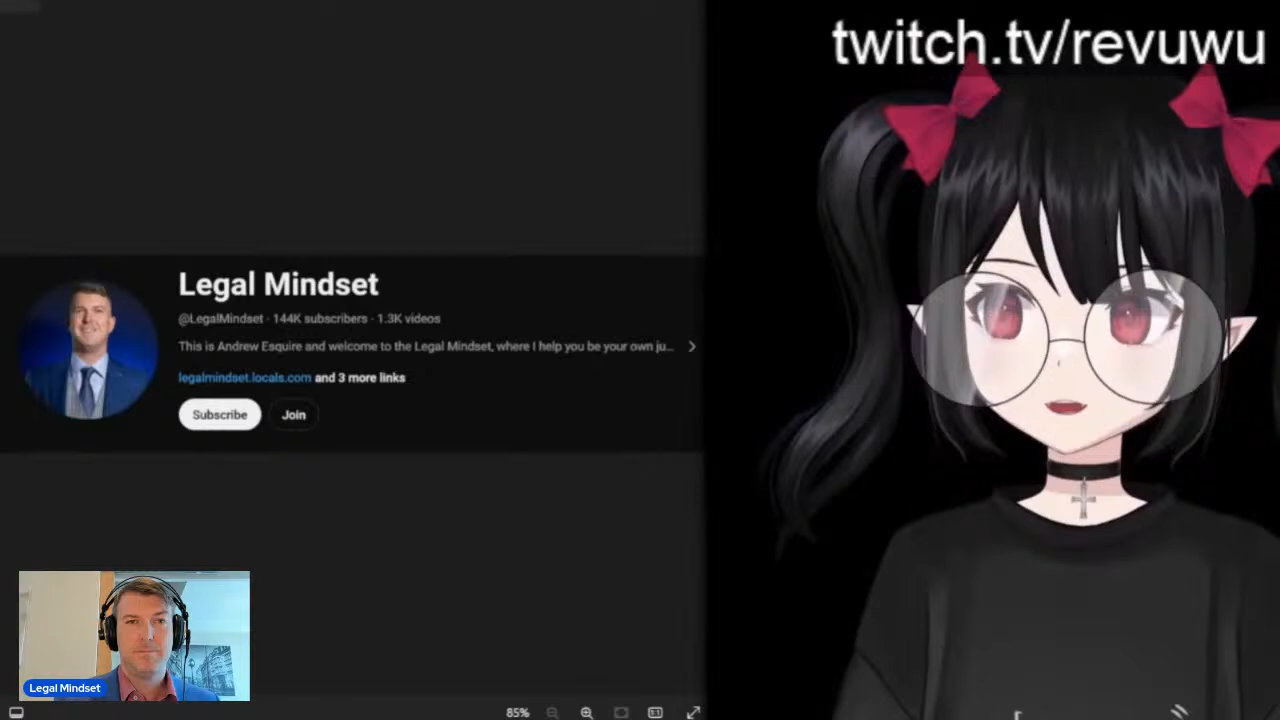 twitch.tv/revuwu
Legal Mindset
@LegalMindset · 144K subscribers · 1.3K videos
This is Andrew Esquire and welcome to the Legal Mindset, where I help you be your own ju...
legalmindset.locals.com and 3 more links
Subscribe
Join
Legal Mindset
85%
1:1